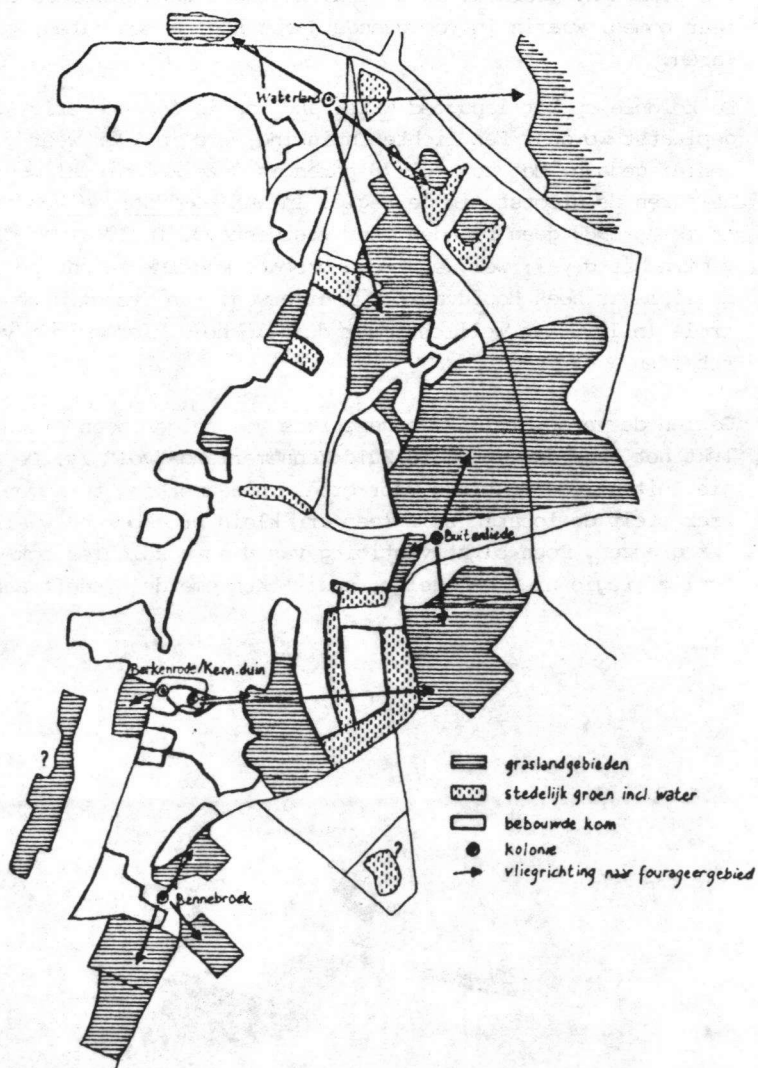 Waterland
Buitenliede
Berkenrode/Kenn.duin
?
graslandgebieden
stedelijk groen incl. water
bebouwde kom
kolonie
vliegrichting naar fourageergebied
?
Bennebroek